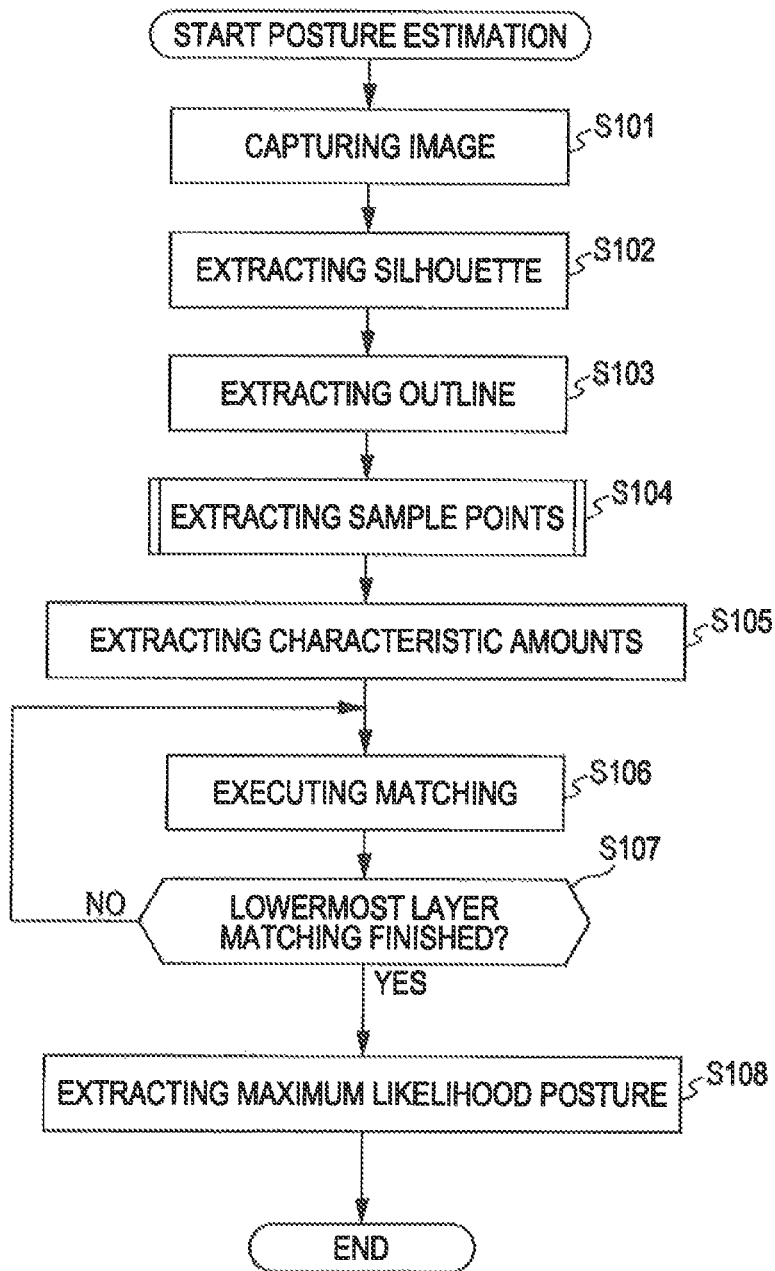 START POSTURE ESTIMATION
CAPTURING IMAGE
S101
EXTRACTING SILHOUETTE
S102
EXTRACTING OUTLINE
S103
EXTRACTING SAMPLE POINTS
S104
EXTRACTING CHARACTERISTIC AMOUNTS
S105
EXECUTING MATCHING
S106
S107
NO
LOWERMOST LAYER
MATCHING FINISHED?
YES
EXTRACTING MAXIMUM LIKELIHOOD POSTURE
S108
END